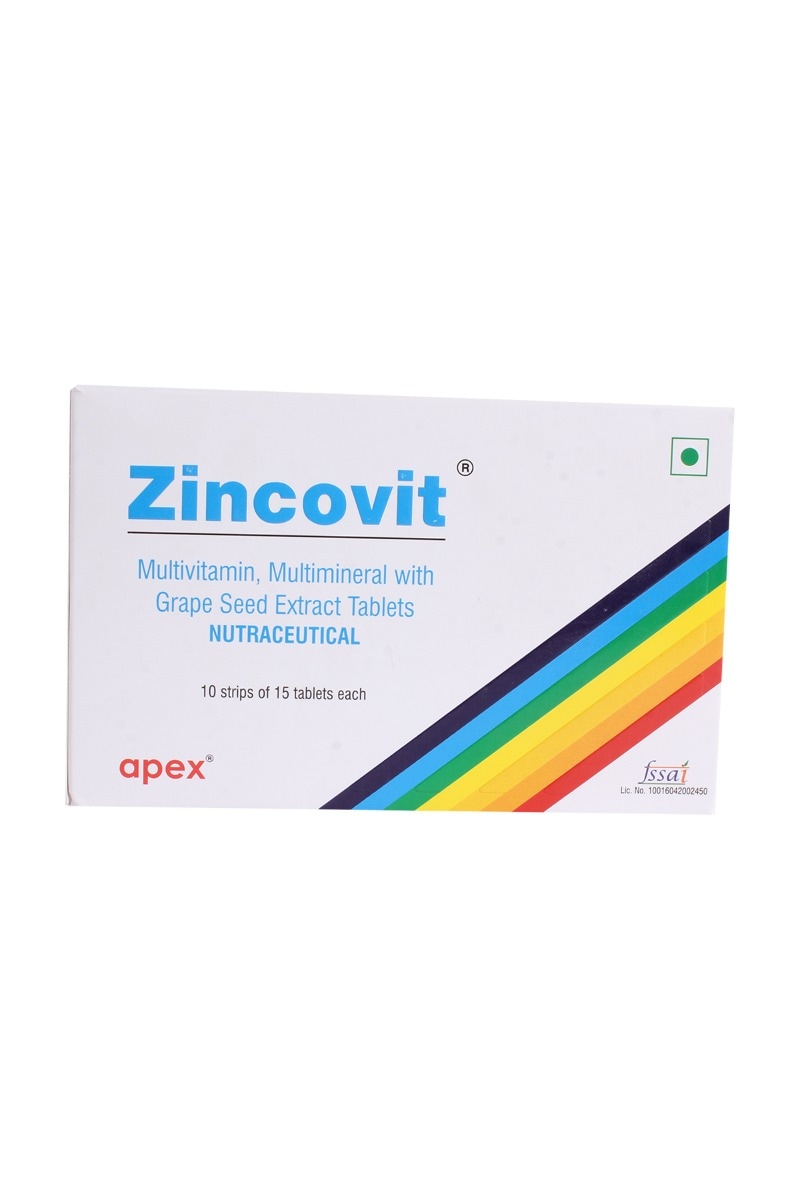 Zincovit ®
Multivitamin, Multimineral with
Grape Seed Extract Tablets
NUTRACEUTICAL
10 strips of 15 tablets each
apex®
fssai
Lic. No. 10016042002450